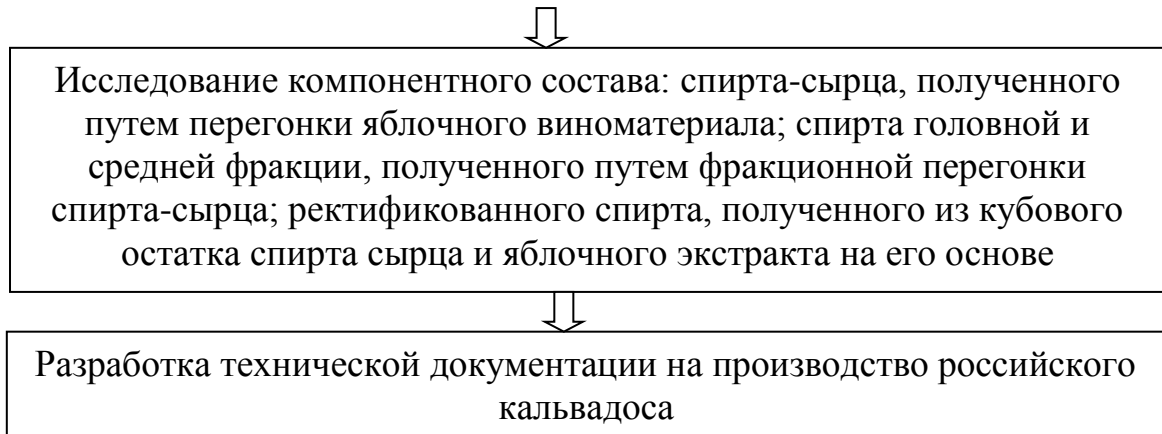 Исследование компонентного состава: спирта-сырца, полученного
путем перегонки яблочного виноматериала; спирта головной и
средней фракции, полученного путем фракционной перегонки
спирта-сырца; ректификованного спирта, полученного из кубового
остатка спирта сырца и яблочного экстракта на его основе
Разработка технической документации на производство российского
кальвадоса